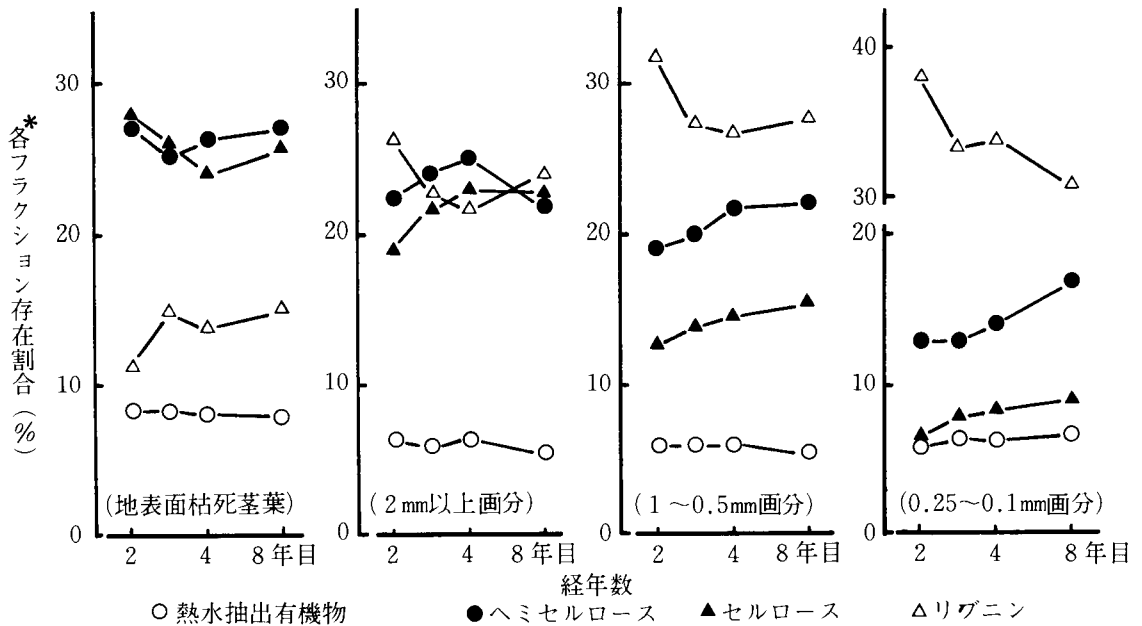 各フラクション存在割合(%)
*
30
20
10
0
(地表面枯死茎葉)
2
4
8年目
30
20
10
0
(2mm以上画分)
2
4
8年目
30
20
10
0
(1～0.5mm画分)
2
4
8年目
40
30
20
10
0
(0.25～0.1mm画分)
2
4
8年目
経年数
○ 熱水抽出有機物 ● ヘミセルロース ▲ セルロース △ リグニン